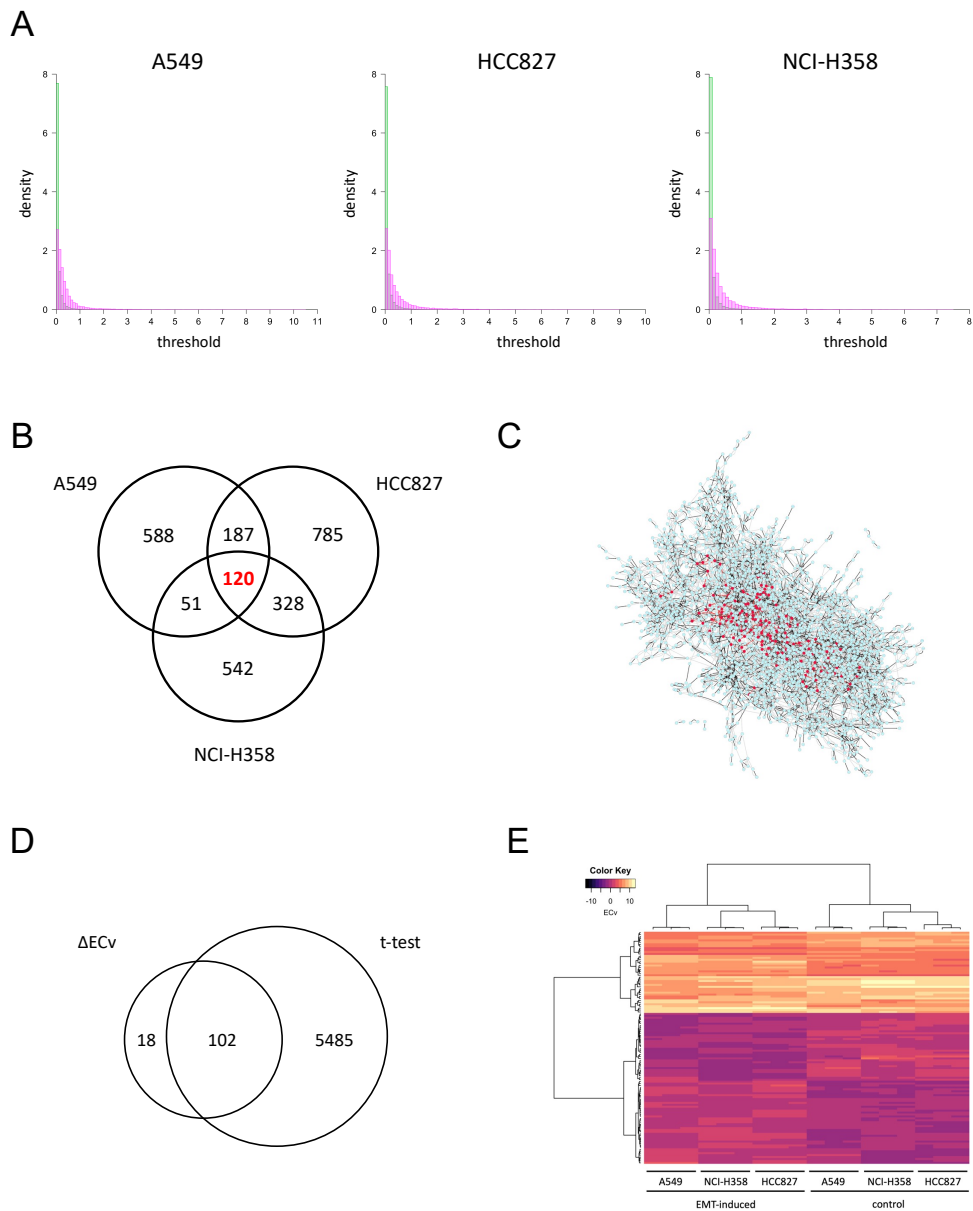 A
A549
HCC827
NCI-H358
8
6
4
2
0
density
0 1 2 3 4 5 6 7 8 9 10 11
threshold
8
6
4
2
0
density
0 1 2 3 4 5 6 7 8 9 10
threshold
8
6
4
2
0
density
0 1 2 3 4 5 6 7 8
threshold
B
A549
HCC827
588
187
785
120
51
328
542
NCI-H358
C
D
ΔECv
t-test
18
102
5485
E
Color Key
-10 0 10
ECv
A549 NCI-H358 HCC827 A549 NCI-H358 HCC827
EMT-induced control